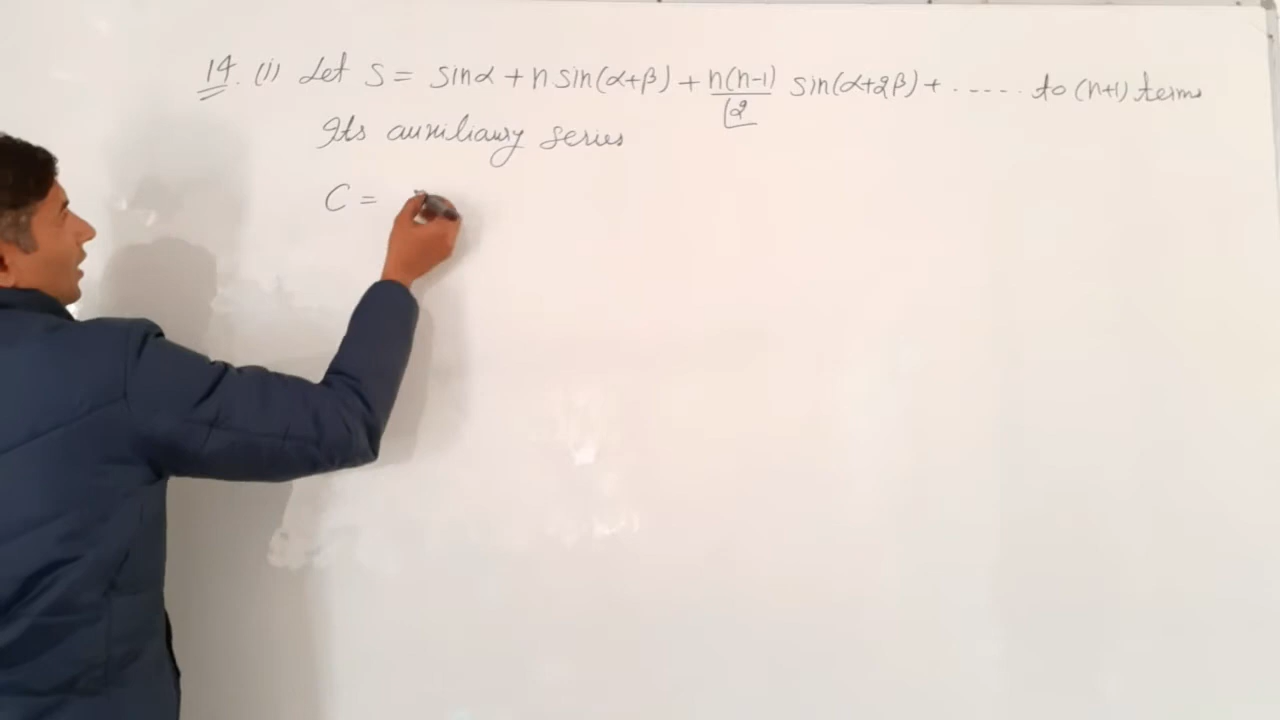 14. (i) Let S = sinα + n sin(α+β) + n(n-1)/⌊2 sin(α+2β) + ..... to (n+1) terms
Its auxiliary series
C =